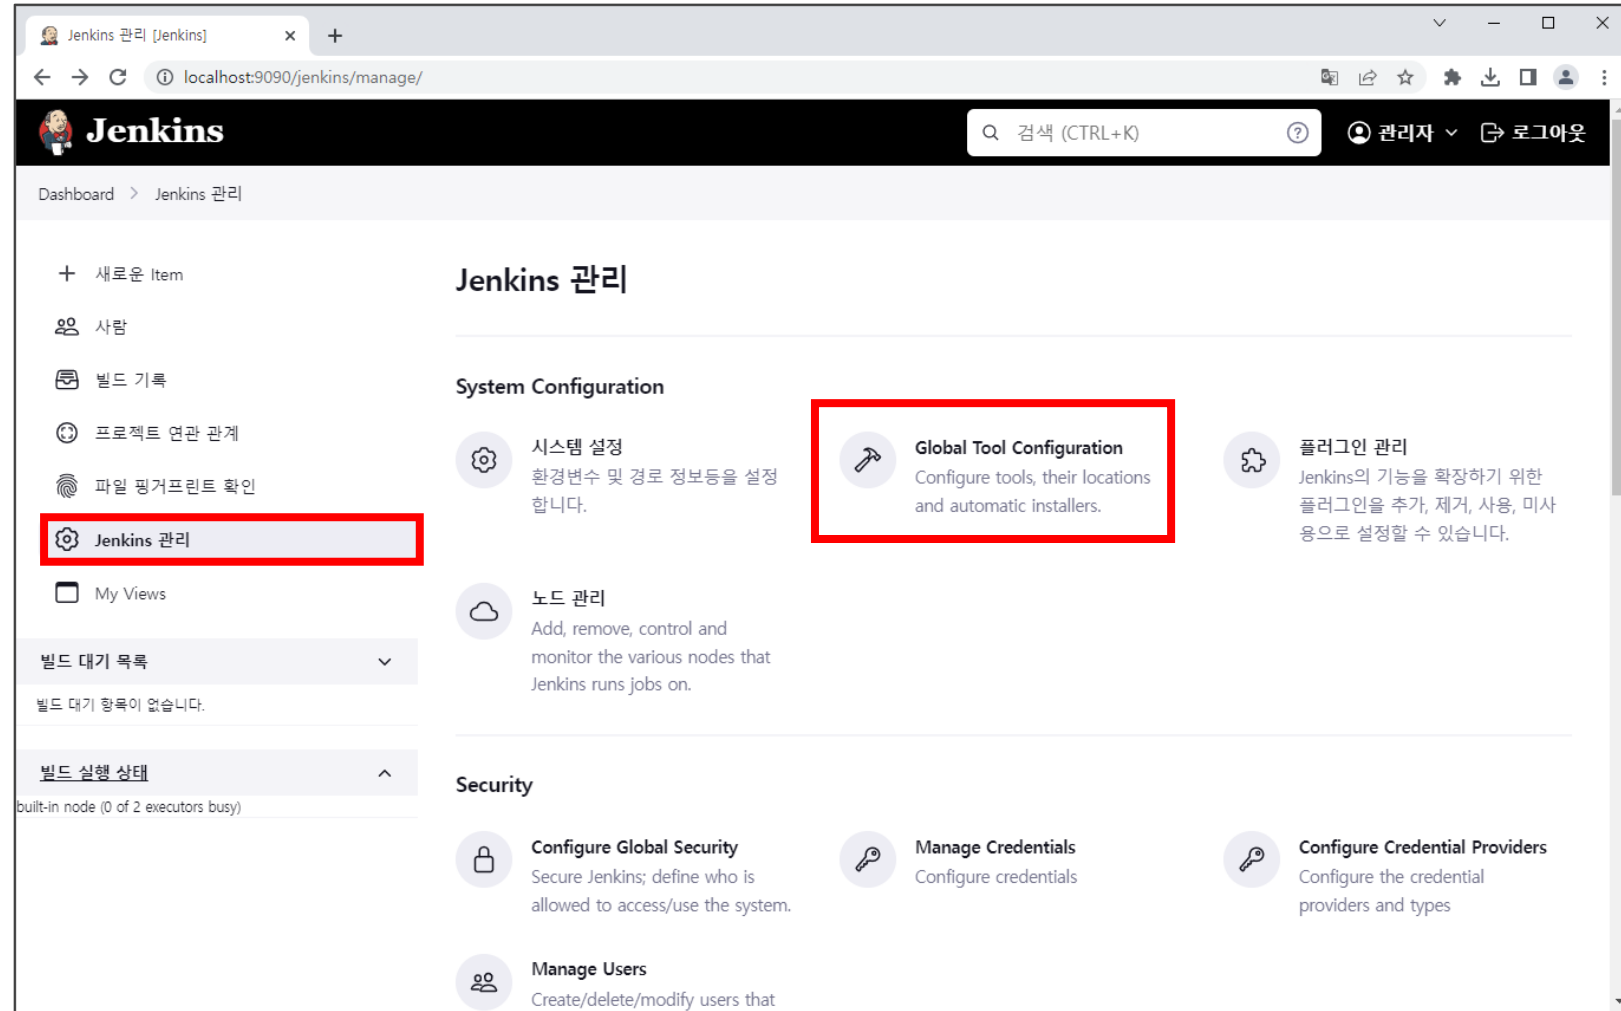 Jenkins 관리 [Jenkins]
localhost:9090/jenkins/manage/
Jenkins
검색 (CTRL+K)
관리자
로그아웃
Dashboard
Jenkins 관리
새로운 Item
사람
빌드 기록
프로젝트 연관 관계
파일 핑거프린트 확인
Jenkins 관리
My Views
빌드 대기 목록
빌드 대기 항목이 없습니다.
빌드 실행 상태
built-in node (0 of 2 executors busy)
Jenkins 관리
System Configuration
시스템 설정
환경변수 및 경로 정보등을 설정
합니다.
Global Tool Configuration
Configure tools, their locations
and automatic installers.
플러그인 관리
Jenkins의 기능을 확장하기 위한
플러그인을 추가, 제거, 사용, 미사
용으로 설정할 수 있습니다.
노드 관리
Add, remove, control and
monitor the various nodes that
Jenkins runs jobs on.
Security
Configure Global Security
Secure Jenkins; define who is
allowed to access/use the system.
Manage Credentials
Configure credentials
Configure Credential Providers
Configure the credential
providers and types
Manage Users
Create/delete/modify users that